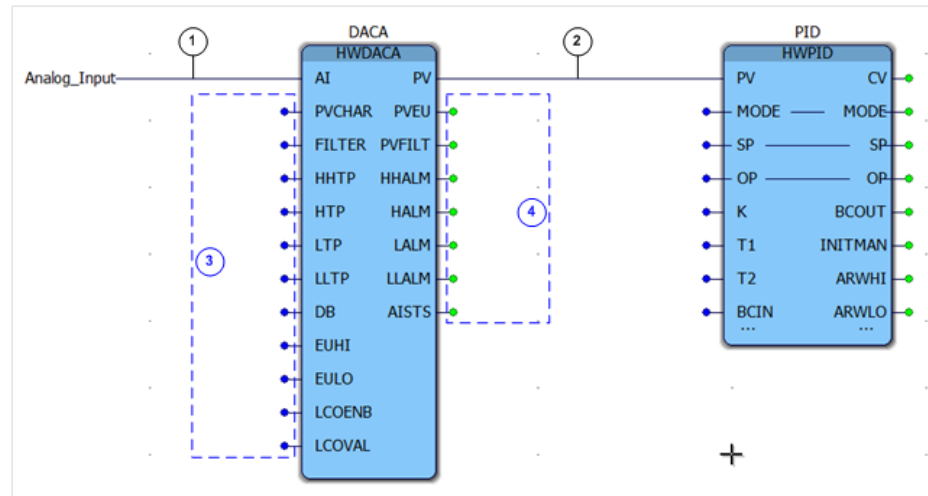 1
2
3
4
DACA
HWDACA
Analog_Input
AI PV
PVCHAR PVEU
FILTER PVFILT
HHTP HHALM
HTP HALM
LTP LALM
LLTP LLALM
DB AISTS
EUHI
EULO
LCOENB
LCOVAL
PID
HWPID
PV CV
MODE MODE
SP SP
OP OP
K BCOUT
T1 INITMAN
T2 ARWHI
BCIN ARWLO
... ...